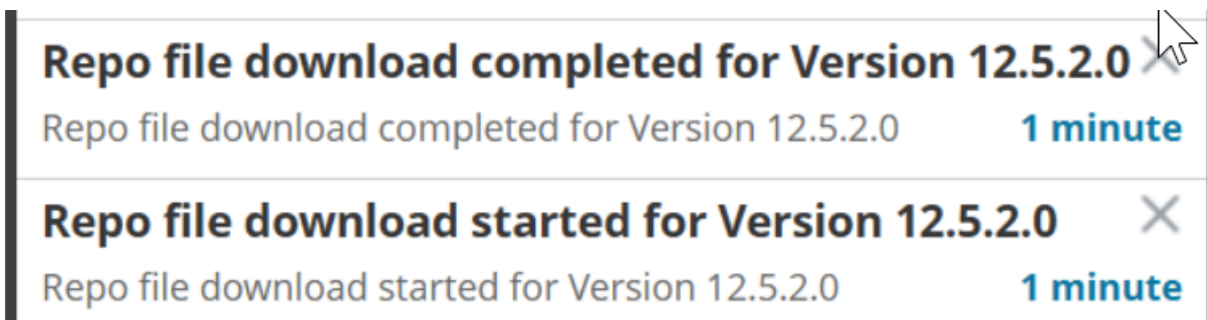 Repo file download completed for Version 12.5.2.0
Repo file download completed for Version 12.5.2.0 1 minute
Repo file download started for Version 12.5.2.0
Repo file download started for Version 12.5.2.0 1 minute